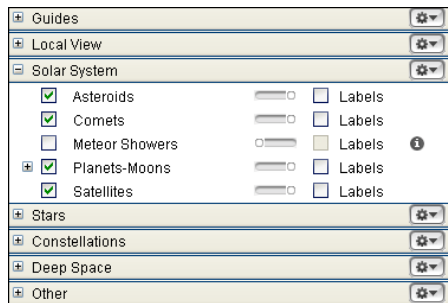 Guides
Local View
Solar System
Asteroids Labels
Comets Labels
Meteor Showers Labels
Planets-Moons Labels
Satellites Labels
Stars
Constellations
Deep Space
Other